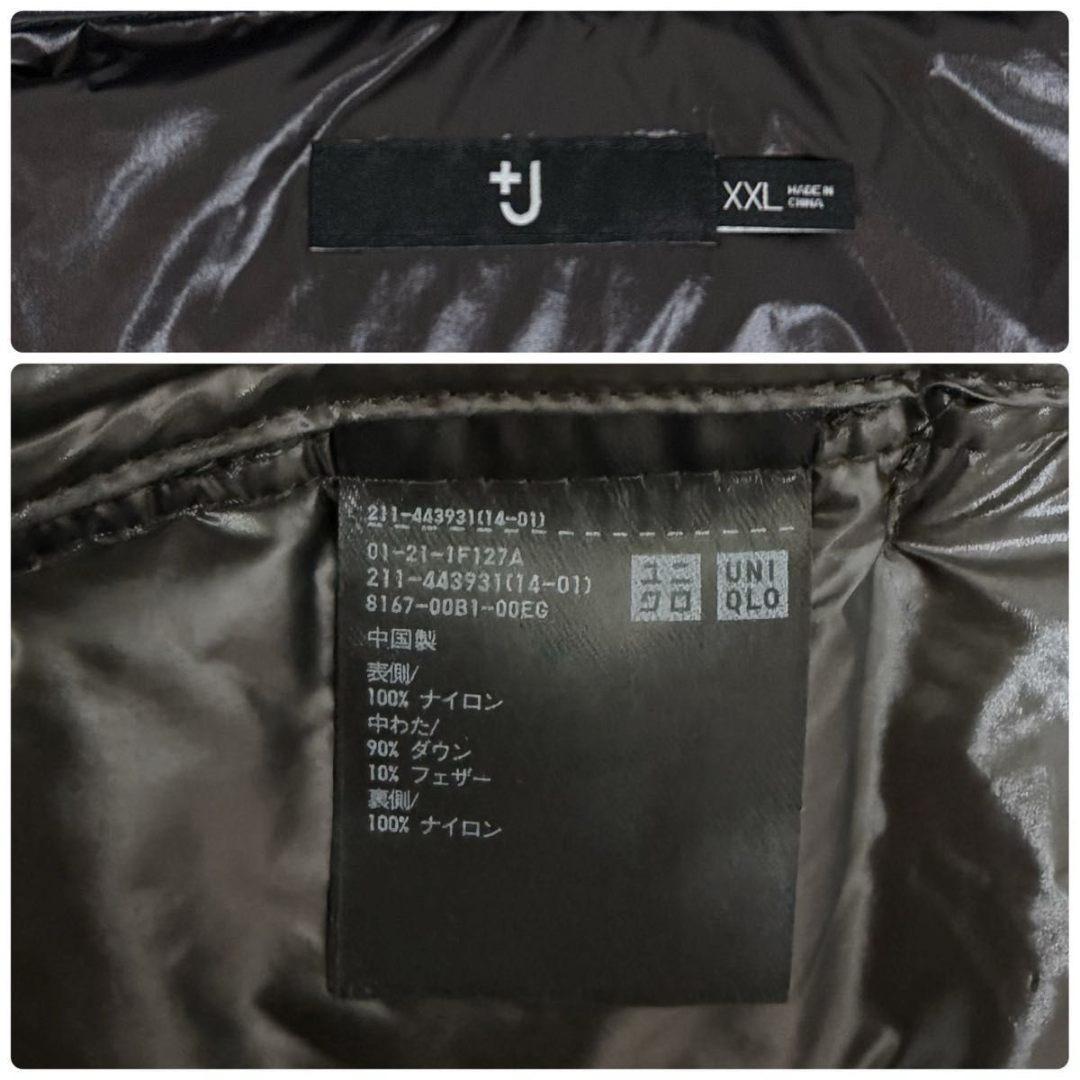 +J
XXL MADE IN CHINA
211-443931(14-01)
01-21-1F127A
211-443931(14-01)
8167-00B1-00EG
ユニクロ UNIQLO
中国製
表側/
100% ナイロン
中わた/
90% ダウン
10% フェザー
裏側/
100% ナイロン